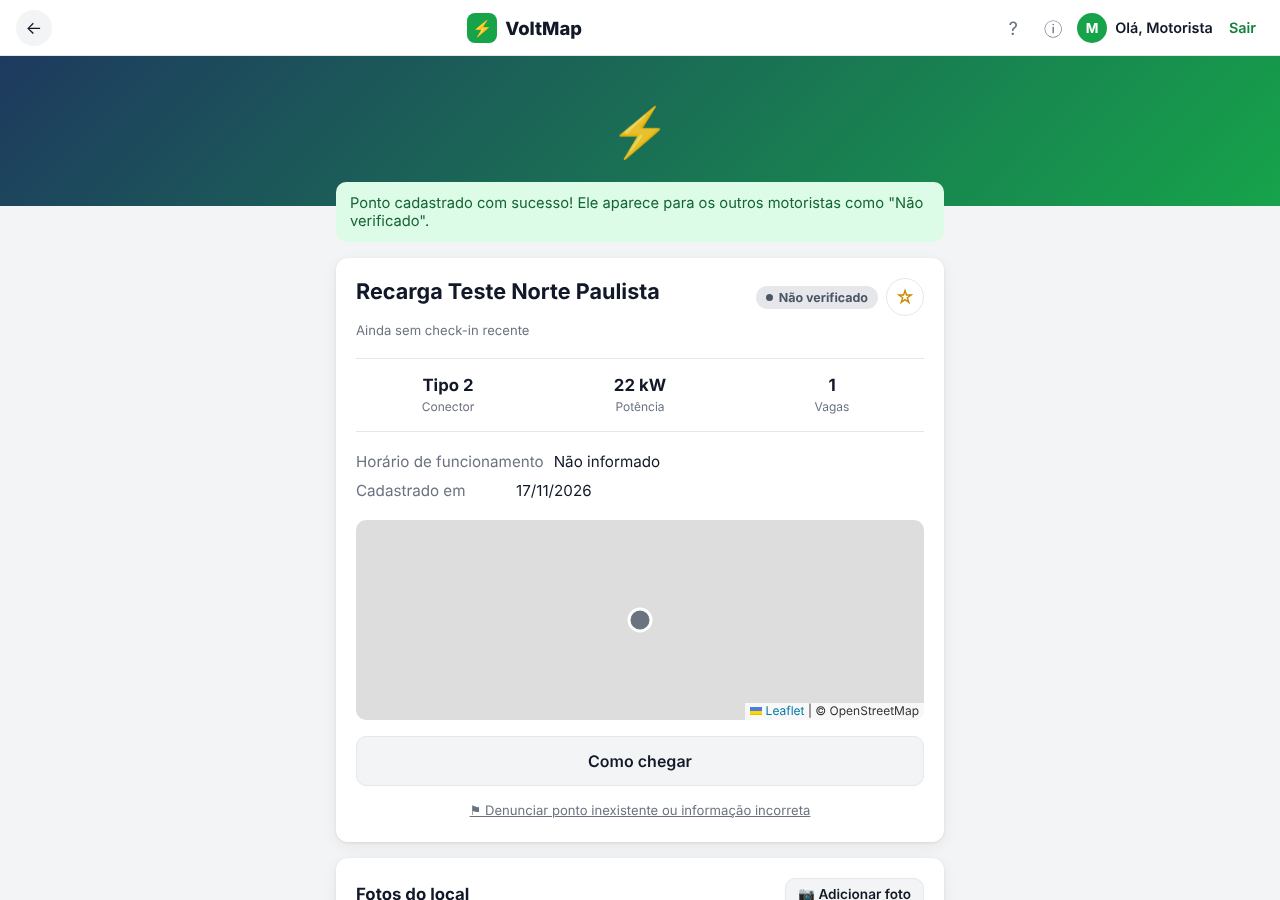 ←
⚡ VoltMap
? ⓘ M Olá, Motorista Sair
Ponto cadastrado com sucesso! Ele aparece para os outros motoristas como "Não
verificado".
Recarga Teste Norte Paulista
● Não verificado ☆
Ainda sem check-in recente
Tipo 2 22 kW 1
Conector Potência Vagas
Horário de funcionamento Não informado
Cadastrado em 17/11/2026
Leaflet | © OpenStreetMap
Como chegar
⚑ Denunciar ponto inexistente ou informação incorreta
Fotos do local 📷 Adicionar foto